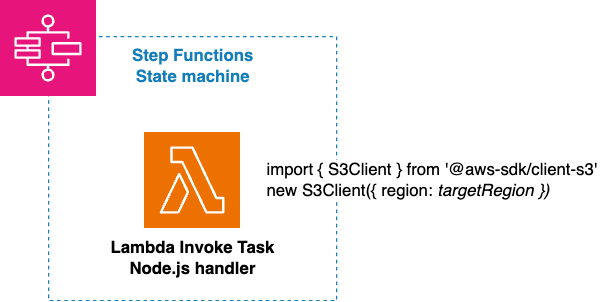 Step Functions
State machine
import { S3Client } from '@aws-sdk/client-s3'
new S3Client({ region: targetRegion })
Lambda Invoke Task
Node.js handler